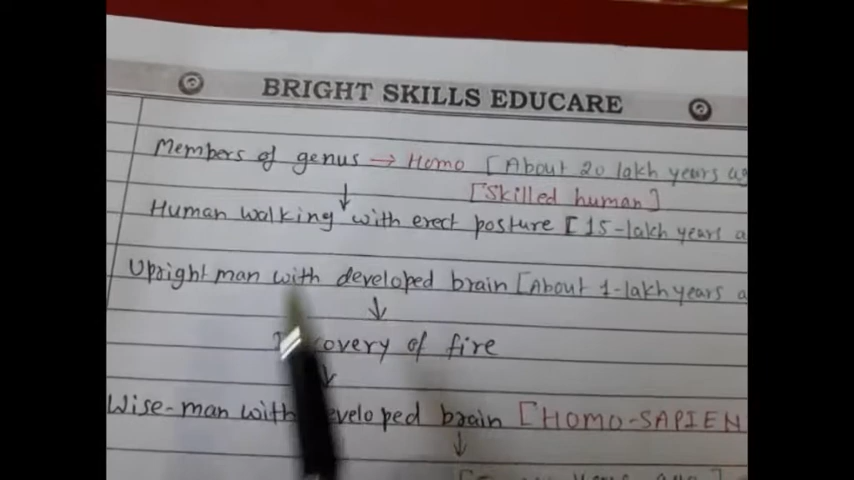 BRIGHT SKILLS EDUCARE
Members of genus → Homo [About 20 lakh years ag
[Skilled human]
↓
Human walking with erect posture [15-lakh years a
Upright man with developed brain [About 1-lakh years a
↓
covery of fire
↓
Wise-man with eveloped brain [HOMO-SAPIEN
↓